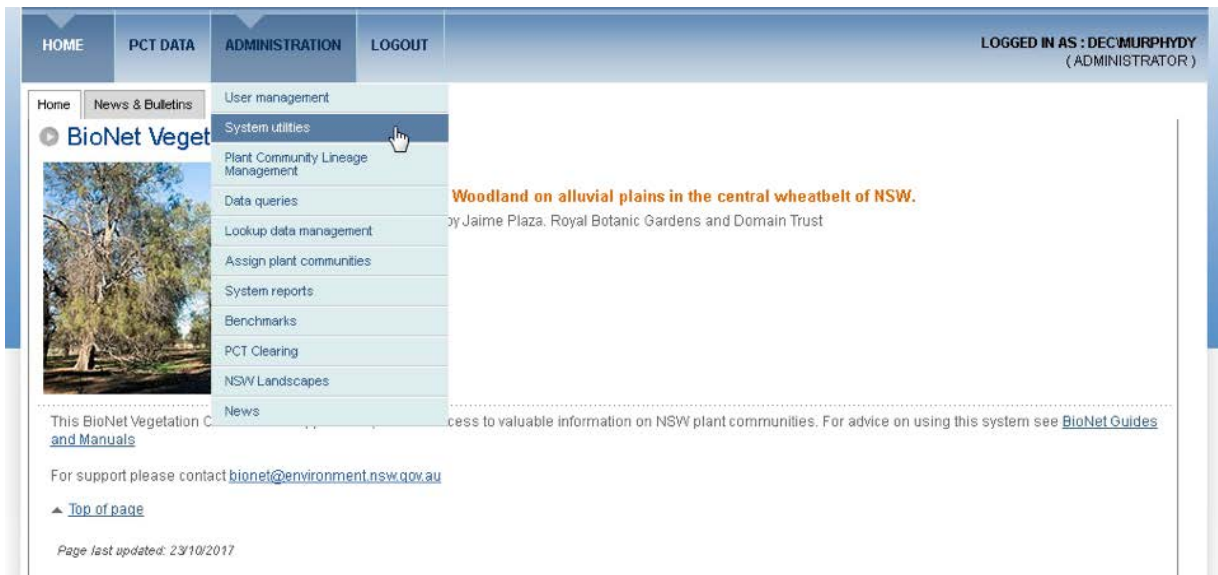 HOME PCT DATA ADMINISTRATION LOGOUT
LOGGED IN AS : DEC\MURPHYDY
( ADMINISTRATOR )
Home News & Bulletins
BioNet Veget
User management
System utilities
Plant Community Lineage
Management
Data queries
Lookup data management
Assign plant communities
System reports
Benchmarks
PCT Clearing
NSW Landscapes
News
Woodland on alluvial plains in the central wheatbelt of NSW.
by Jaime Plaza. Royal Botanic Gardens and Domain Trust
This BioNet Vegetation C cess to valuable information on NSW plant communities. For advice on using this system see BioNet Guides
and Manuals
For support please contact bionet@environment.nsw.gov.au
Top of page
Page last updated: 23/10/2017